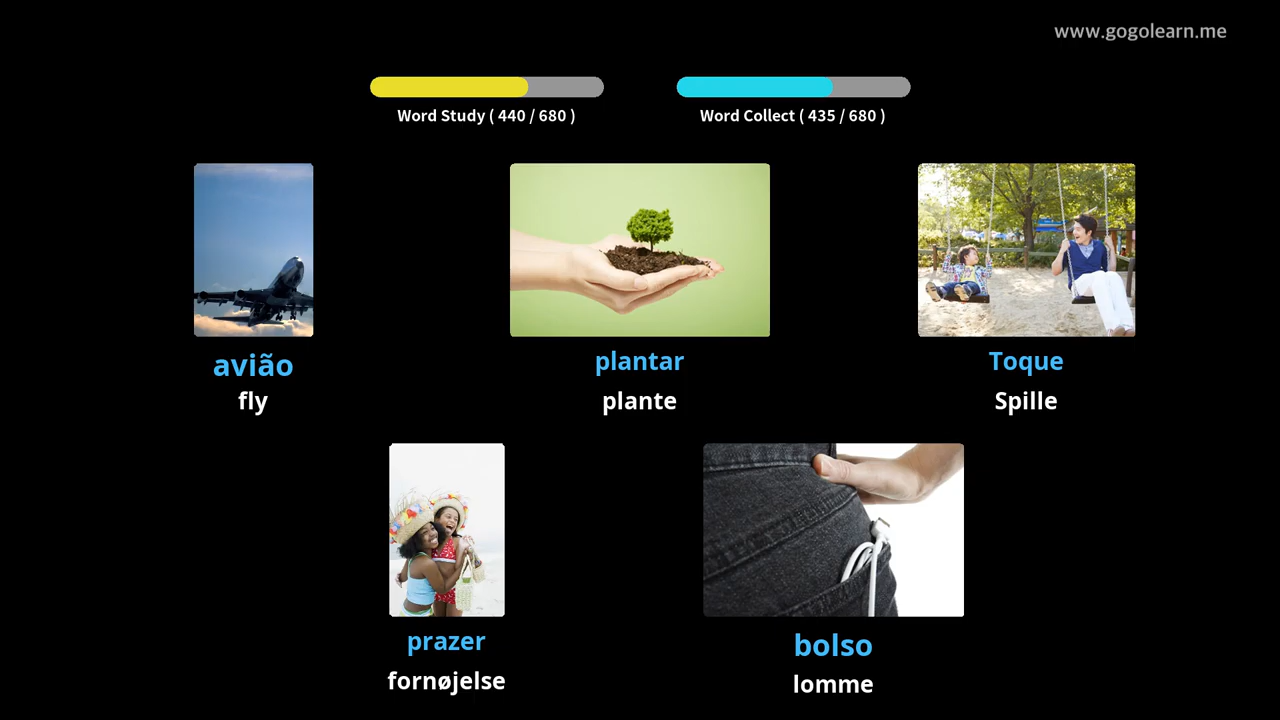 www.gogolearn.me
Word Study ( 440 / 680 )
Word Collect ( 435 / 680 )
avião
fly
plantar
plante
Toque
Spille
prazer
fornøjelse
bolso
lomme